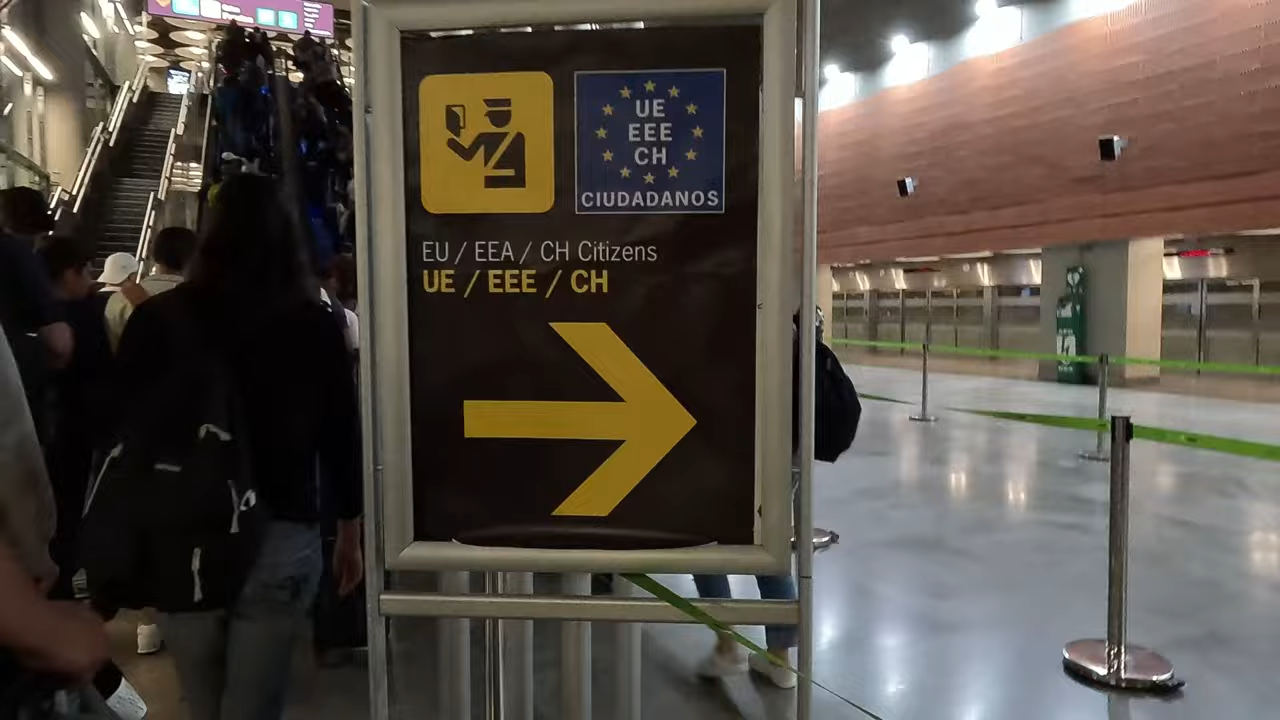 UE
EEE
CH
CIUDADANOS
EU / EEA / CH Citizens
UE / EEE / CH